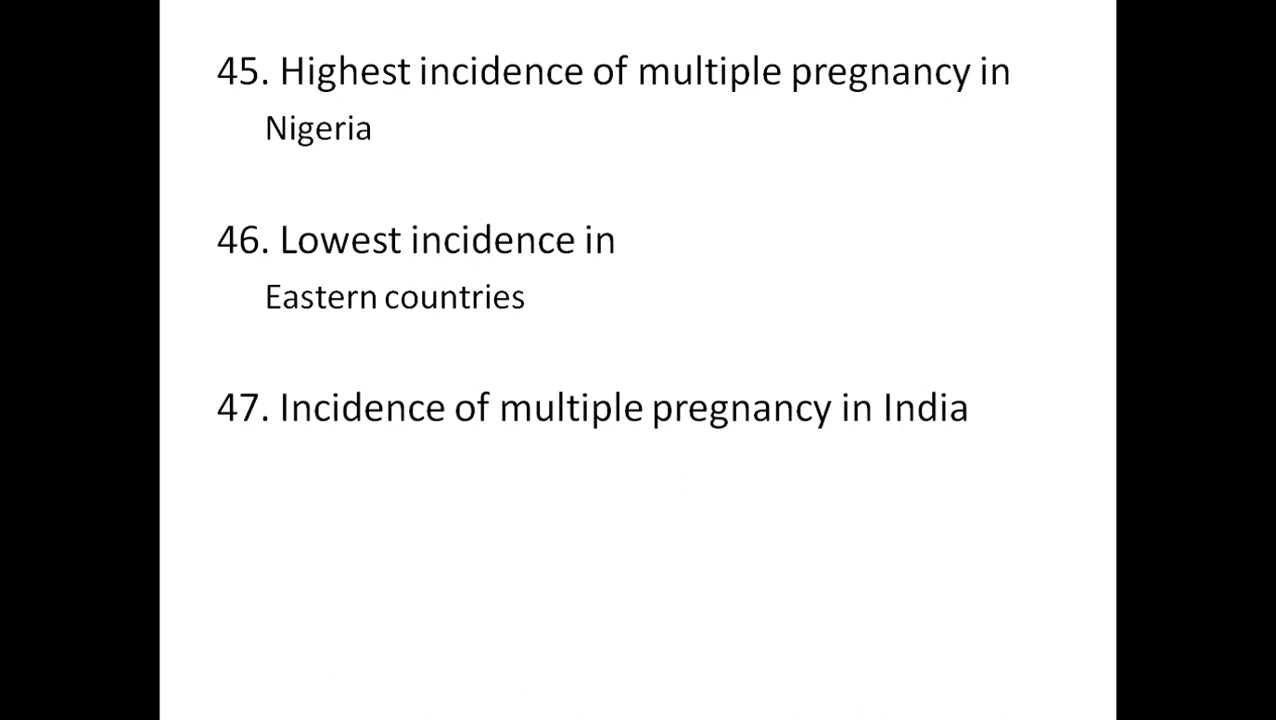 45. Highest incidence of multiple pregnancy in
Nigeria
46. Lowest incidence in
Eastern countries
47. Incidence of multiple pregnancy in India